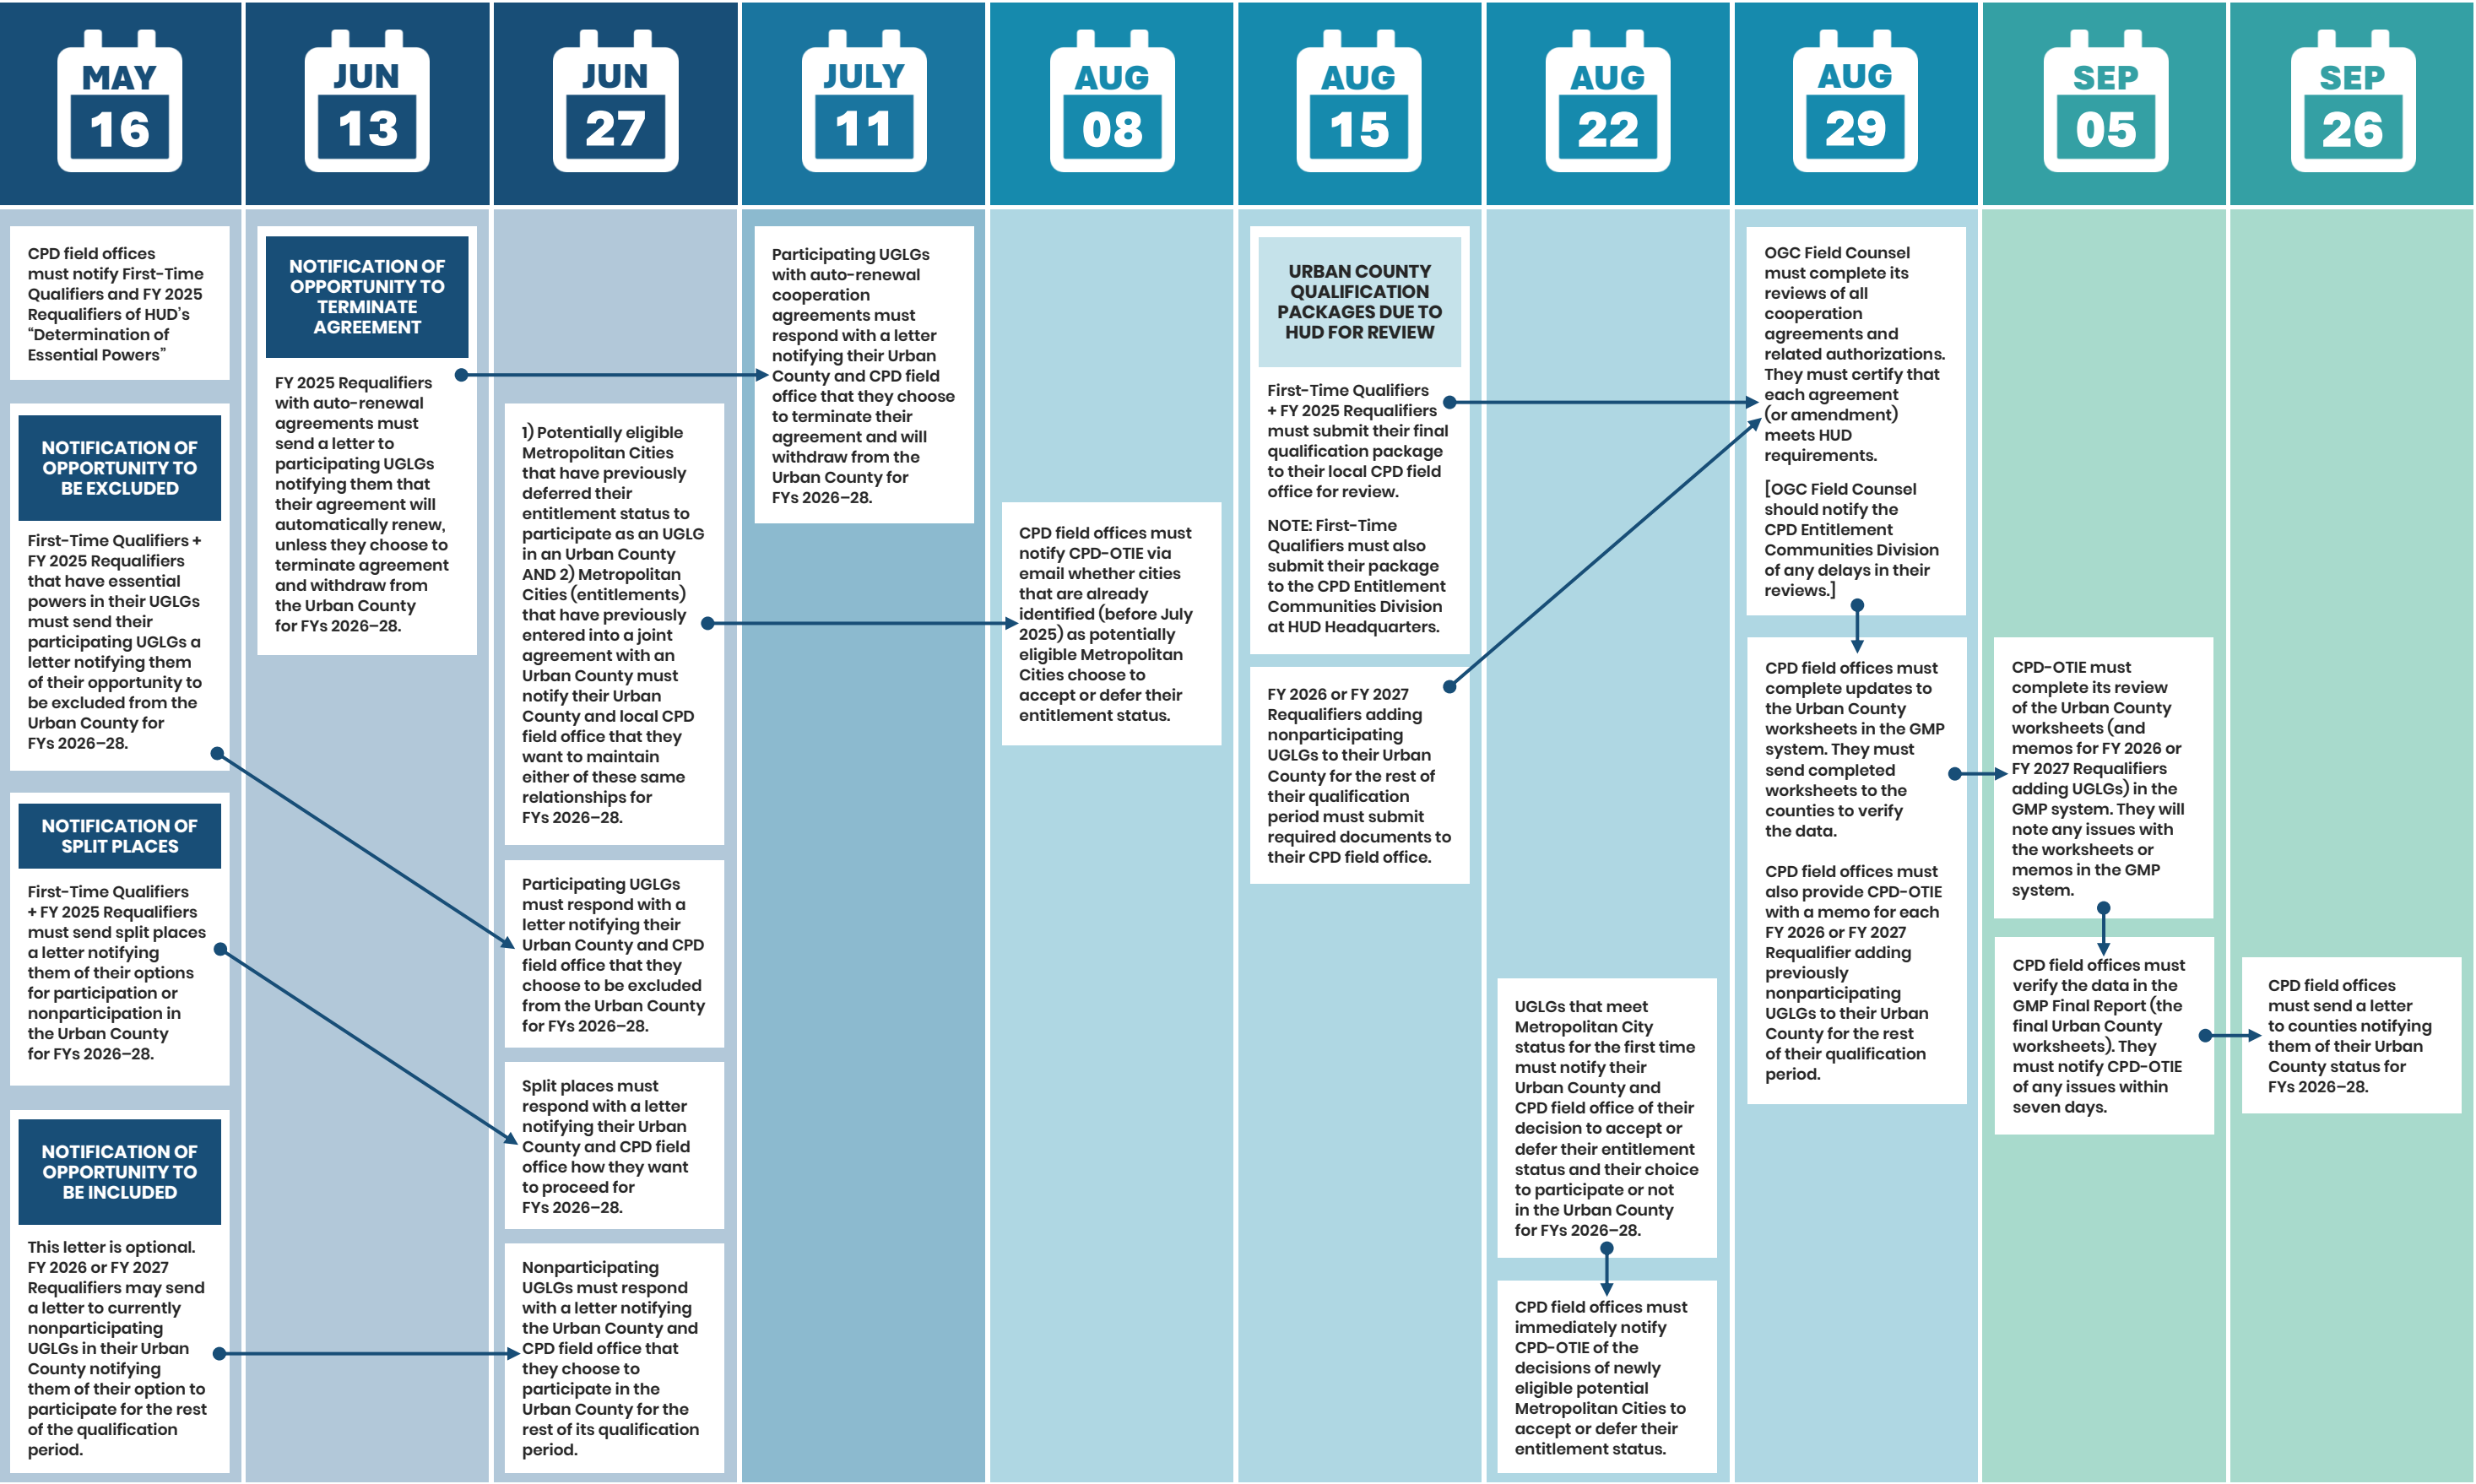 MAY
16
CPD field offices
must notify First-Time
Qualifiers and FY 2025
Requalifiers of HUD's
“Determination of
Essential Powers”
NOTIFICATION OF
OPPORTUNITY TO
BE EXCLUDED
First-Time Qualifiers +
FY 2025 Requalifiers
that have essential
powers in their UGLGs
must send their
participating UGLGs a
letter notifying them
of their opportunity to
be excluded from the
Urban County for
FYs 2026–28.
NOTIFICATION OF
SPLIT PLACES
First-Time Qualifiers
+ FY 2025 Requalifiers
must send split places
a letter notifying
them of their options
for participation or
nonparticipation in
the Urban County
for FYs 2026–28.
NOTIFICATION OF
OPPORTUNITY TO
BE INCLUDED
This letter is optional.
FY 2026 or FY 2027
Requalifiers may send
a letter to currently
nonparticipating
UGLGs in their Urban
County notifying
them of their option to
participate for the rest
of the qualification
period.
JUN
13
NOTIFICATION OF
OPPORTUNITY TO
TERMINATE
AGREEMENT
FY 2025 Requalifiers
with auto-renewal
agreements must
send a letter to
participating UGLGs
notifying them that
their agreement will
automatically renew,
unless they choose to
terminate agreement
and withdraw from
the Urban County
for FYs 2026–28.
JUN
27
1) Potentially eligible
Metropolitan Cities
that have previously
deferred their
entitlement status to
participate as an UGLG
in an Urban County
AND 2) Metropolitan
Cities (entitlements)
that have previously
entered into a joint
agreement with an
Urban County must
notify their Urban
County and local CPD
field office that they
want to maintain
either of these same
relationships for
FYs 2026–28.
Participating UGLGs
must respond with a
letter notifying their
Urban County and CPD
field office that they
choose to be excluded
from the Urban County
for FYs 2026–28.
Split places must
respond with a letter
notifying their Urban
County and CPD field
office how they want
to proceed for
FYs 2026–28.
Nonparticipating
UGLGs must respond
with a letter notifying
the Urban County and
CPD field office that
they choose to
participate in the
Urban County for the
rest of its qualification
period.
JULY
11
Participating UGLGs
with auto-renewal
cooperation
agreements must
respond with a letter
notifying their Urban
County and CPD field
office that they choose
to terminate their
agreement and will
withdraw from the
Urban County for
FYs 2026–28.
AUG
08
CPD field offices must
notify CPD-OTIE via
email whether cities
that are already
identified (before July
2025) as potentially
eligible Metropolitan
Cities choose to
accept or defer their
entitlement status.
AUG
15
URBAN COUNTY
QUALIFICATION
PACKAGES DUE TO
HUD FOR REVIEW
First-Time Qualifiers
+ FY 2025 Requalifiers
must submit their final
qualification package
to their local CPD field
office for review.
NOTE: First-Time
Qualifiers must also
submit their package
to the CPD Entitlement
Communities Division
at HUD Headquarters.
FY 2026 or FY 2027
Requalifiers adding
nonparticipating
UGLGs to their Urban
County for the rest of
their qualification
period must submit
required documents to
their CPD field office.
AUG
22
UGLGs that meet
Metropolitan City
status for the first time
must notify their
Urban County and
CPD field office of their
decision to accept or
defer their entitlement
status and their choice
to participate or not
in the Urban County
for FYs 2026–28.
CPD field offices must
immediately notify
CPD-OTIE of the
decisions of newly
eligible potential
Metropolitan Cities to
accept or defer their
entitlement status.
AUG
29
OGC Field Counsel
must complete its
reviews of all
cooperation
agreements and
related authorizations.
They must certify that
each agreement
(or amendment)
meets HUD
requirements.
[OGC Field Counsel
should notify the
CPD Entitlement
Communities Division
of any delays in their
reviews.]
CPD field offices must
complete updates to
the Urban County
worksheets in the GMP
system. They must
send completed
worksheets to the
counties to verify
the data.
CPD field offices must
also provide CPD-OTIE
with a memo for each
FY 2026 or FY 2027
Requalifier adding
previously
nonparticipating
UGLGs to their Urban
County for the rest
of their qualification
period.
SEP
05
CPD-OTIE must
complete its review
of the Urban County
worksheets (and
memos for FY 2026 or
FY 2027 Requalifiers
adding UGLGs) in the
GMP system. They will
note any issues with
the worksheets or
memos in the GMP
system.
CPD field offices must
verify the data in the
GMP Final Report (the
final Urban County
worksheets). They
must notify CPD-OTIE
of any issues within
seven days.
SEP
26
CPD field offices
must send a letter
to counties notifying
them of their Urban
County status for
FYs 2026–28.